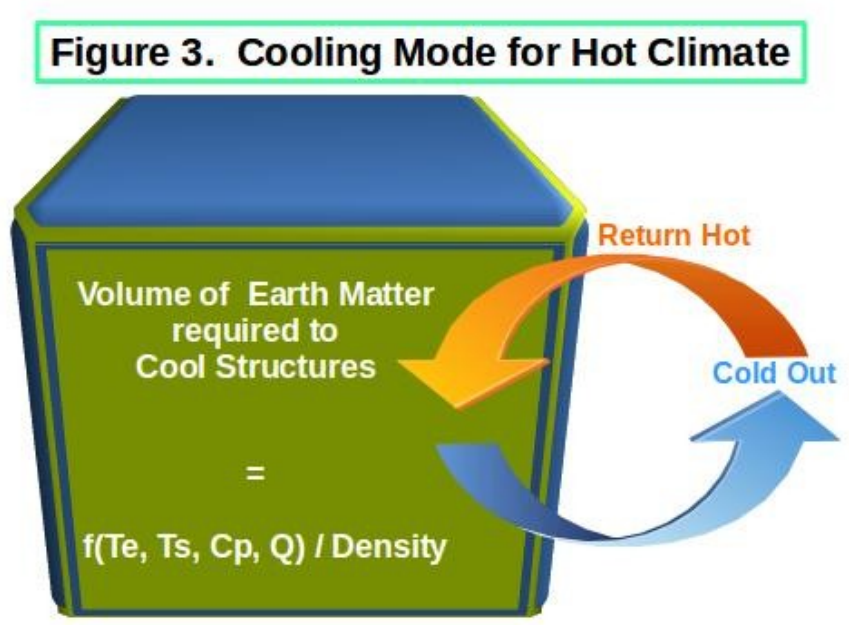 Figure 3.  Cooling Mode for Hot Climate
Return Hot
Volume of  Earth Matter
required to
Cool Structures
Cold Out
=
f(Te, Ts, Cp, Q) / Density